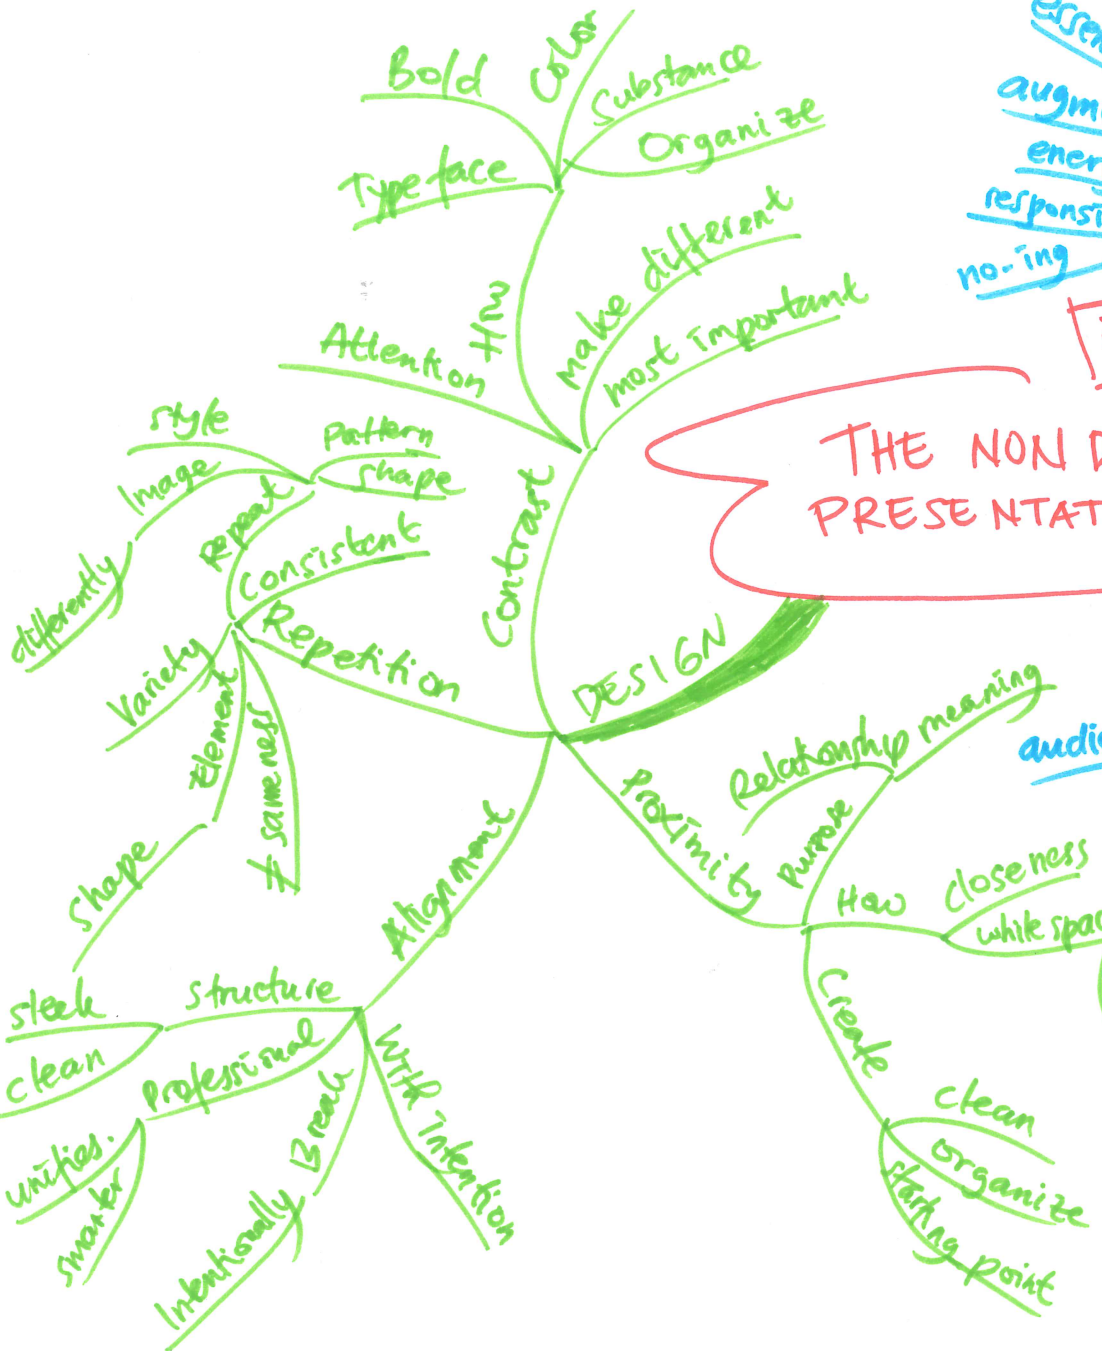 Bold
Color
Substance
Organize
Typeface
How
Make different
most important
Attention
Contrast
style
Image
differently
Pattern
shape
Repeat
Consistent
Repetition
Variety
Element
shape
≠ sameness
DESIGN
Alignment
structure
sleek
clean
Professional
unifies.
smarter
Break
Intentionally
With intention
Proximity
Purpose
Relationship
meaning
How
closeness
white spac
Create
clean
organize
starting point
THE NON D
PRESENTAT
essen
augm
ener
responsi
no-ing
audi